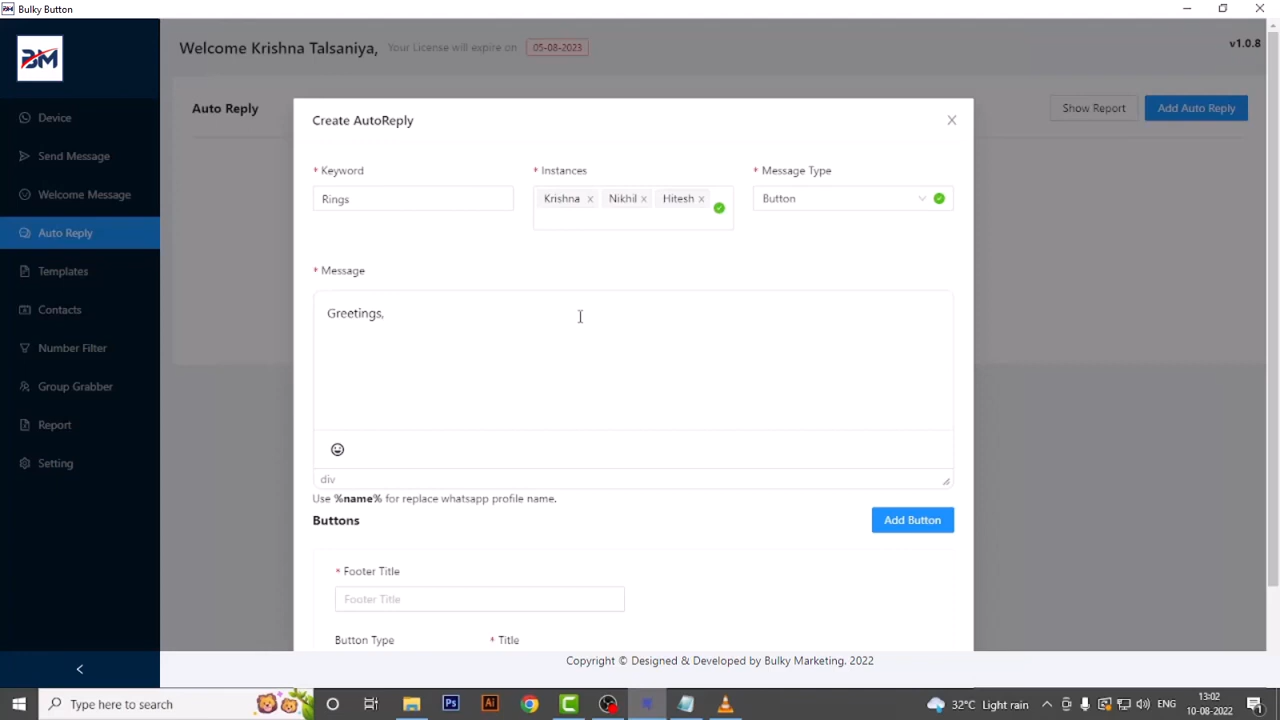 Bulky Button
BM
Welcome Krishna Talsaniya, Your License will expire on 05-08-2023 v1.0.8
Device
Send Message
Welcome Message
Auto Reply
Templates
Contacts
Number Filter
Group Grabber
Report
Setting
Auto Reply Show Report Add Auto Reply
Create AutoReply
* Keyword * Instances * Message Type
Rings Krishna x Nikhil x Hitesh x Button
* Message
Greetings,
div
Use %name% for replace whatsapp profile name.
Buttons Add Button
* Footer Title
Footer Title
Button Type * Title
Copyright © Designed & Developed by Bulky Marketing. 2022
Type here to search Ps Ai 32°C Light rain ENG 13:02
10-08-2022